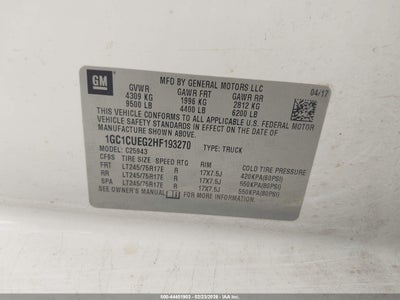 GM
MFD BY GENERAL MOTORS LLC
04/17
GVWR GAWR FRT GAWR RR
4309 KG 1996 KG 2812 KG
9500 LB 4400 LB 6200 LB
THIS VEHICLE CONFORMS TO ALL APPLICABLE U.S. FEDERAL
MOTOR VEHICLE SAFETY STANDARDS IN EFFECT ON THE DATE
OF MANUFACTURE SHOWN ABOVE.
1GC1CUEG2HF193270 TYPE: TRUCK
MODEL: C25943
TIRE SIZE SPEED RTG RIM COLD TIRE PRESSURE
FRT LT245/75R17E R 17X7.5J 420KPA(60PSI)
RR LT245/75R17E R 17X7.5J 550KPA(80PSI)
SPA LT245/75R17E R 17X7.5J 550KPA(80PSI)
SEE OWNER'S MANUAL FOR MORE INFORMATION.
500-44401903 - 02/23/2026 - IAA Inc.